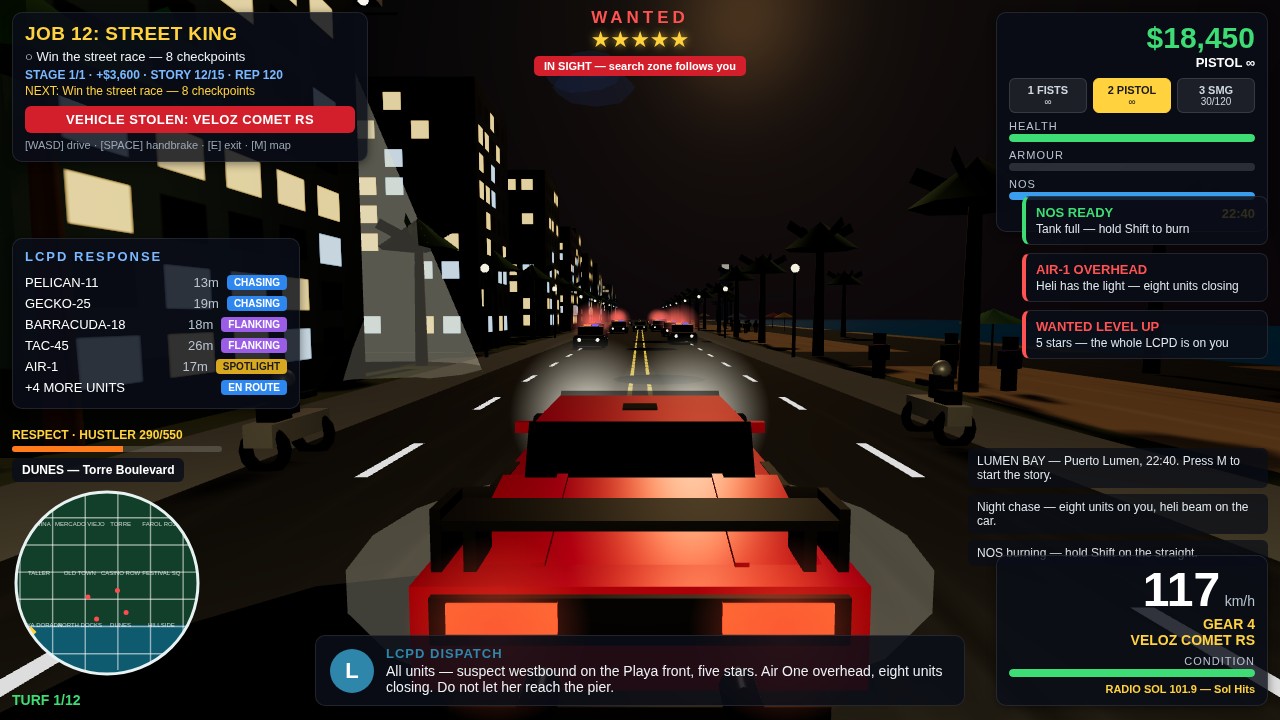 JOB 12: STREET KING
○ Win the street race — 8 checkpoints
STAGE 1/1 · +$3,600 · STORY 12/15 · REP 120
NEXT: Win the street race — 8 checkpoints
VEHICLE STOLEN: VELOZ COMET RS
[WASD] drive · [SPACE] handbrake · [E] exit · [M] map
WANTED
★★★★★
IN SIGHT — search zone follows you
$18,450
PISTOL ∞
1 FISTS
∞
2 PISTOL
∞
3 SMG
30/120
HEALTH
ARMOUR
NOS
22:40
NOS READY
Tank full — hold Shift to burn
AIR-1 OVERHEAD
Heli has the light — eight units closing
WANTED LEVEL UP
5 stars — the whole LCPD is on you
LCPD RESPONSE
PELICAN-11 13m CHASING
GECKO-25 19m CHASING
BARRACUDA-18 18m FLANKING
TAC-45 26m FLANKING
AIR-1 17m SPOTLIGHT
+4 MORE UNITS EN ROUTE
RESPECT · HUSTLER 290/550
DUNES — Torre Boulevard
MERCADO VIEJO TORRE FAROL
TALLER OLD TOWN CASINO ROW FESTIVAL SQ
NORTH DOCKS DUNES HILLSIDE
TURF 1/12
LUMEN BAY — Puerto Lumen, 22:40. Press M to
start the story.
Night chase — eight units on you, heli beam on the
car.
NOS burning — hold Shift on the straight.
117 km/h
GEAR 4
VELOZ COMET RS
CONDITION
RADIO SOL 101.9 — Sol Hits
L
LCPD DISPATCH
All units — suspect westbound on the Playa front, five stars. Air One overhead, eight units
closing. Do not let her reach the pier.